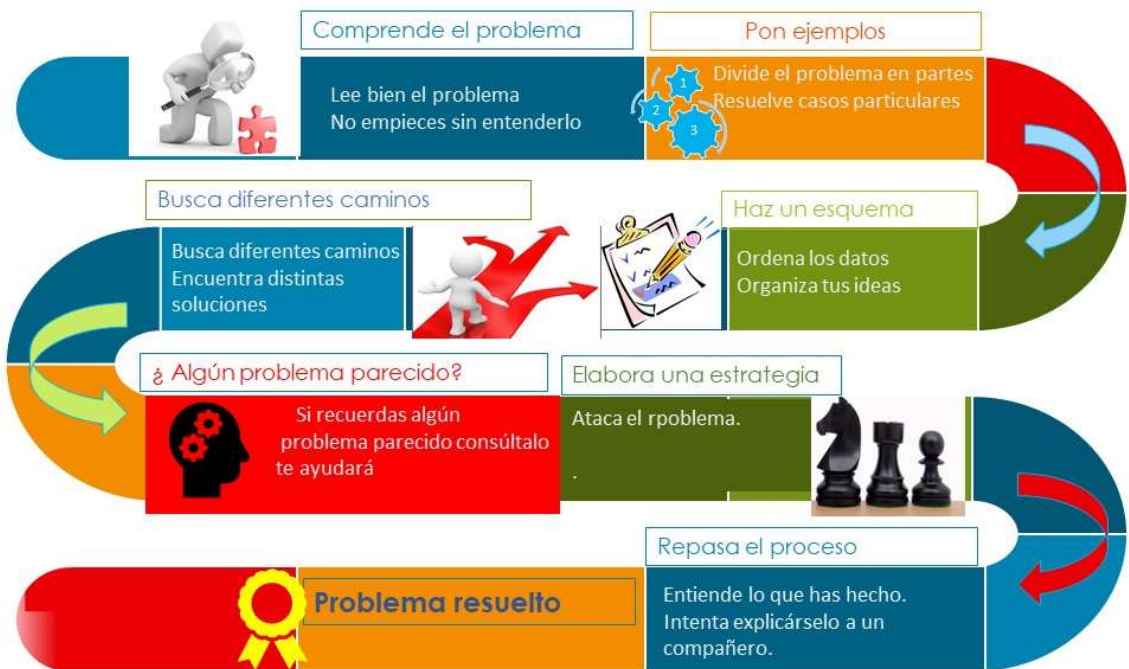 Comprende el problema
Lee bien el problema
No empieces sin entenderlo
Pon ejemplos
1
2
3
Divide el problema en partes
Resuelve casos particulares
Haz un esquema
Ordena los datos
Organiza tus ideas
Busca diferentes caminos
Busca diferentes caminos
Encuentra distintas
soluciones
¿ Algún problema parecido?
Si recuerdas algún
problema parecido consúltalo
te ayudará
Elabora una estrategia
Ataca el rpoblema.
.
Repasa el proceso
Entiende lo que has hecho.
Intenta explicárselo a un
compañero.
Problema resuelto